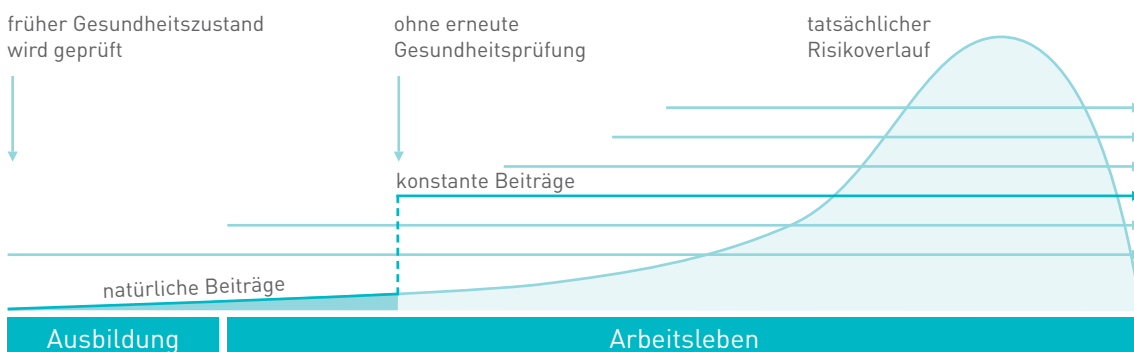 früher Gesundheitszustand
wird geprüft
ohne erneute
Gesundheitsprüfung
tatsächlicher
Risikoverlauf
konstante Beiträge
natürliche Beiträge
Ausbildung
Arbeitsleben